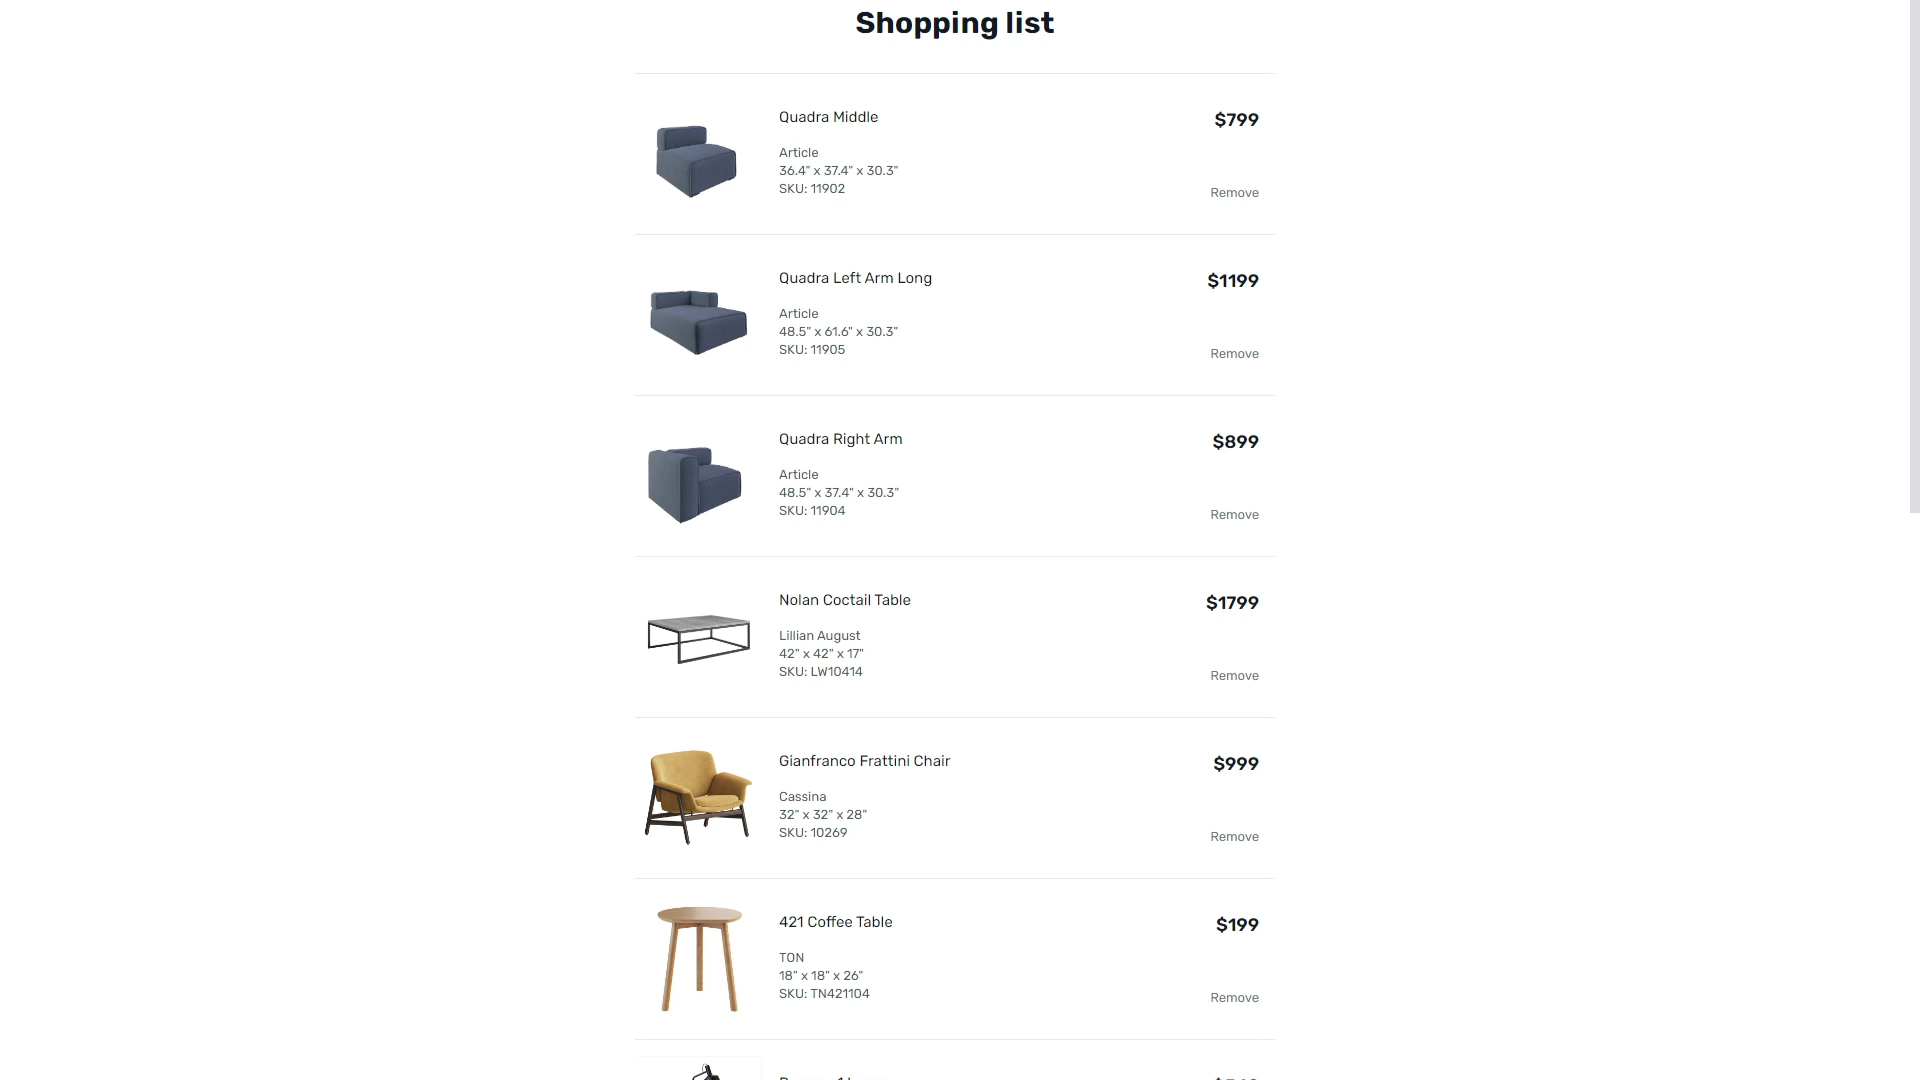 Shopping list
Quadra Middle
$799
Article
36.4" x 37.4" x 30.3"
SKU: 11902
Remove
Quadra Left Arm Long
$1199
Article
48.5" x 61.6" x 30.3"
SKU: 11905
Remove
Quadra Right Arm
$899
Article
48.5" x 37.4" x 30.3"
SKU: 11904
Remove
Nolan Coctail Table
$1799
Lillian August
42" x 42" x 17"
SKU: LW10414
Remove
Gianfranco Frattini Chair
$999
Cassina
32" x 32" x 28"
SKU: 10269
Remove
421 Coffee Table
$199
TON
18" x 18" x 26"
SKU: TN421104
Remove